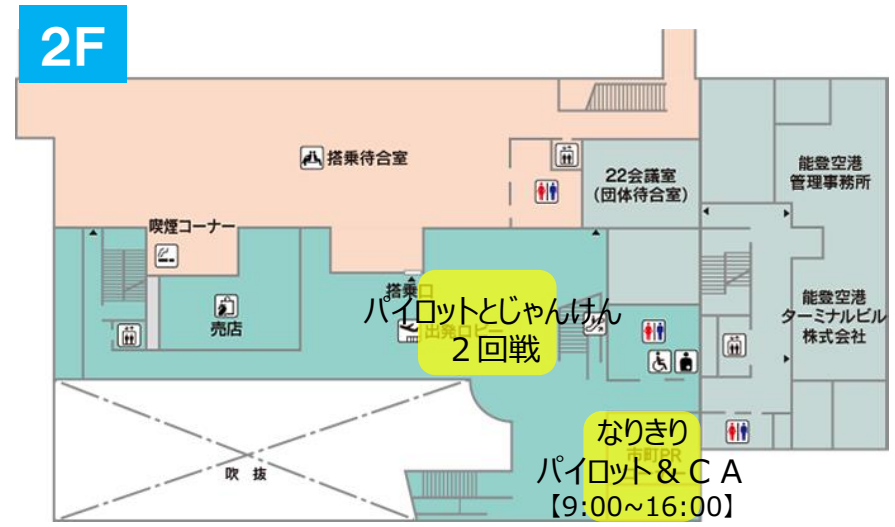 2F
搭乗待合室
22会議室
(団体待合室)
能登空港
管理事務所
喫煙コーナー
売店
搭乗口
出発ロビー
パイロットとじゃんけん
２回戦
能登空港
ターミナルビル
株式会社
吹抜
市町PR
なりきり
パイロット＆ＣＡ
【9:00~16:00】